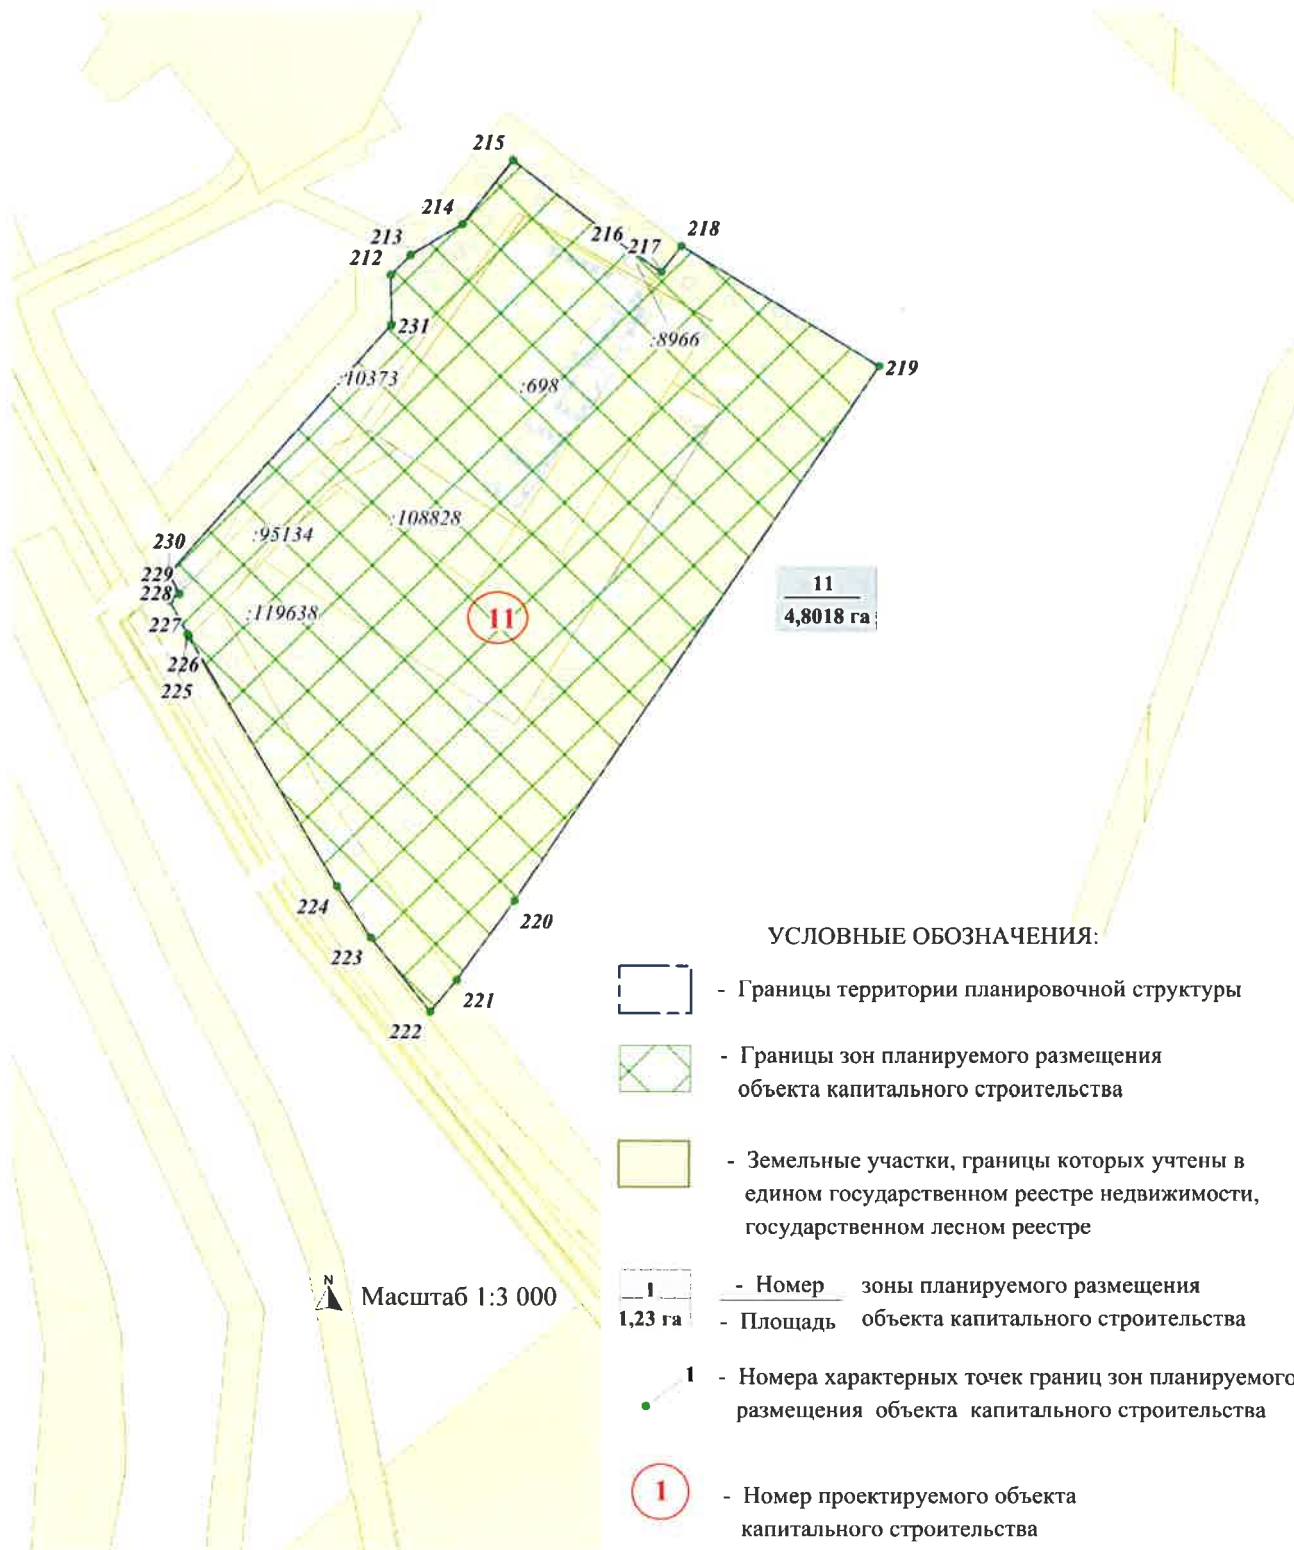 215
214
218
213
216
217
212
231
:8966
219
:10373
:698
:108828
230
:95134
229
228
11
4,8018 га
:119638
11
227
226
225
224
220
223
УСЛОВНЫЕ ОБОЗНАЧЕНИЯ:
221
- Границы территории планировочной структуры
222
- Границы зон планируемого размещения
объекта капитального строительства
- Земельные участки, границы которых учтены в
едином государственном реестре недвижимости,
государственном лесном реестре
N
Масштаб 1:3 000
1
1,23 га
- Номер зоны планируемого размещения
- Площадь объекта капитального строительства
1
- Номера характерных точек границ зон планируемого
размещения объекта капитального строительства
1
- Номер проектируемого объекта
капитального строительства